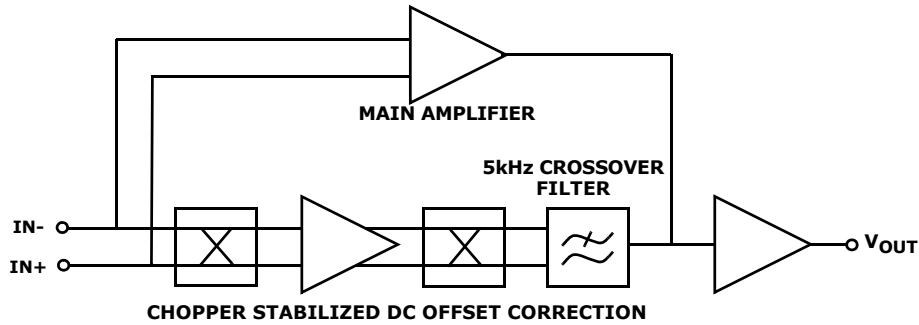 MAIN AMPLIFIER
5kHz CROSSOVER
FILTER
IN-
IN+
VOUT
CHOPPER STABILIZED DC OFFSET CORRECTION